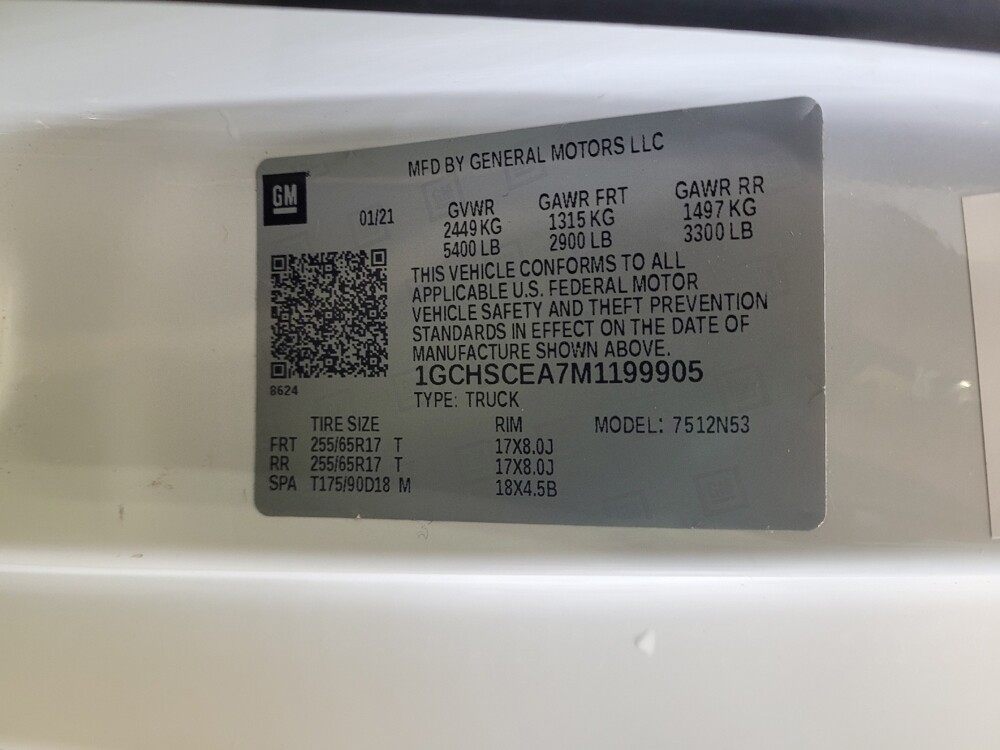 MFD BY GENERAL MOTORS LLC
GM
01/21
GVWR GAWR FRT GAWR RR
2449 KG 1315 KG 1497 KG
5400 LB 2900 LB 3300 LB
THIS VEHICLE CONFORMS TO ALL
APPLICABLE U.S. FEDERAL MOTOR
VEHICLE SAFETY AND THEFT PREVENTION
STANDARDS IN EFFECT ON THE DATE OF
MANUFACTURE SHOWN ABOVE.
8624
1GCHSCEA7M1199905
TYPE: TRUCK
TIRE SIZE RIM MODEL: 7512N53
FRT 255/65R17 T 17X8.0J
RR 255/65R17 T 17X8.0J
SPA T175/90D18 M 18X4.5B